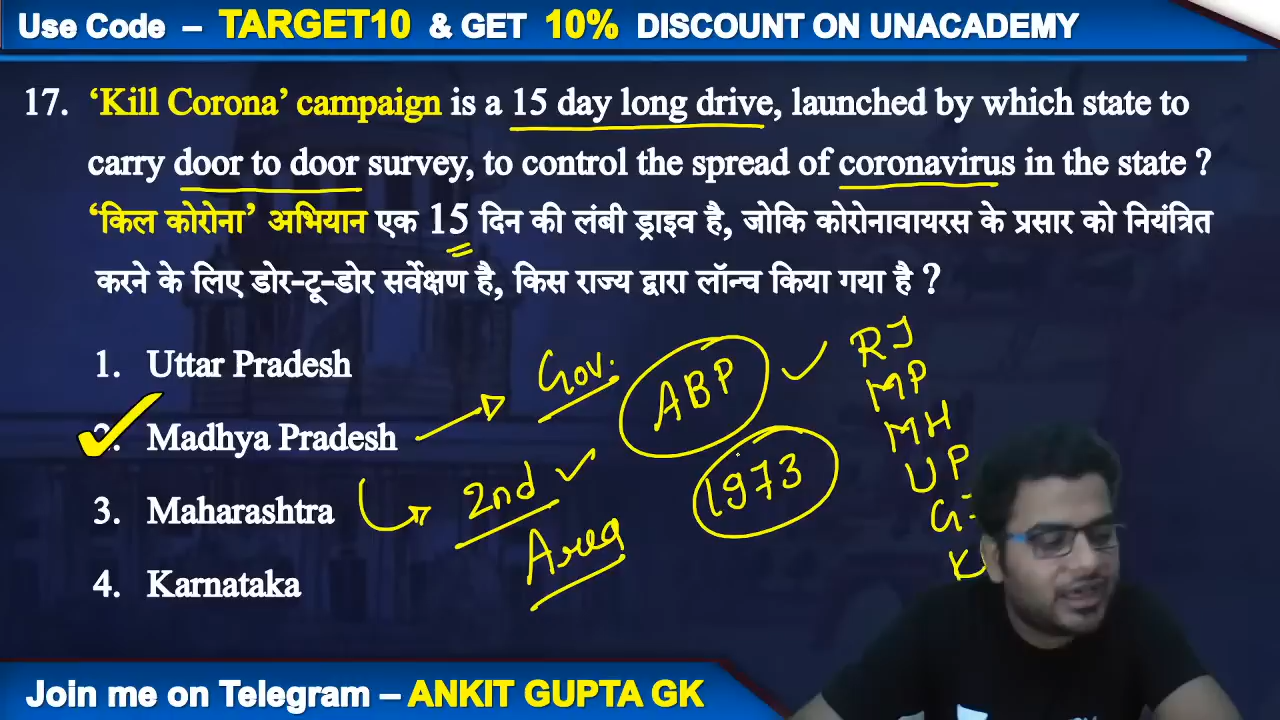 Use Code – TARGET10 & GET 10% DISCOUNT ON UNACADEMY
17. ‘Kill Corona’ campaign is a 15 day long drive, launched by which state to
carry door to door survey, to control the spread of coronavirus in the state ?
‘किल कोरोना’ अभियान एक 15 दिन की लंबी ड्राइव है, जोकि कोरोनावायरस के प्रसार को नियंत्रित
करने के लिए डोर-टू-डोर सर्वेक्षण है, किस राज्य द्वारा लॉन्च किया गया है ?
1. Uttar Pradesh
2. Madhya Pradesh
3. Maharashtra
4. Karnataka
Gov.
ABP
1973
2nd
Area
RJ
MP
MH
UP
Join me on Telegram – ANKIT GUPTA GK